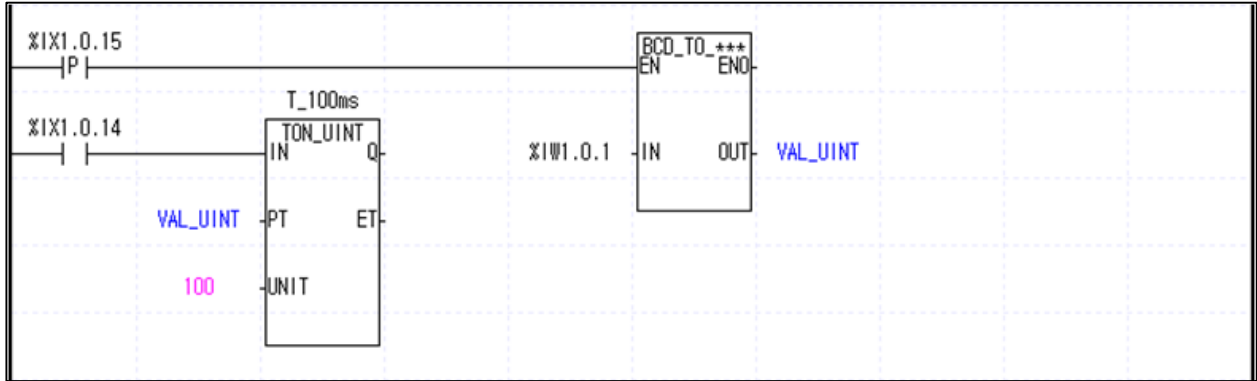 %IX1.0.15
P
BCD_TO_***
EN ENO
T_100ms
%IX1.0.14
TON_UINT
IN Q
%IW1.0.1 IN OUT VAL_UINT
VAL_UINT PT ET
100 UNIT